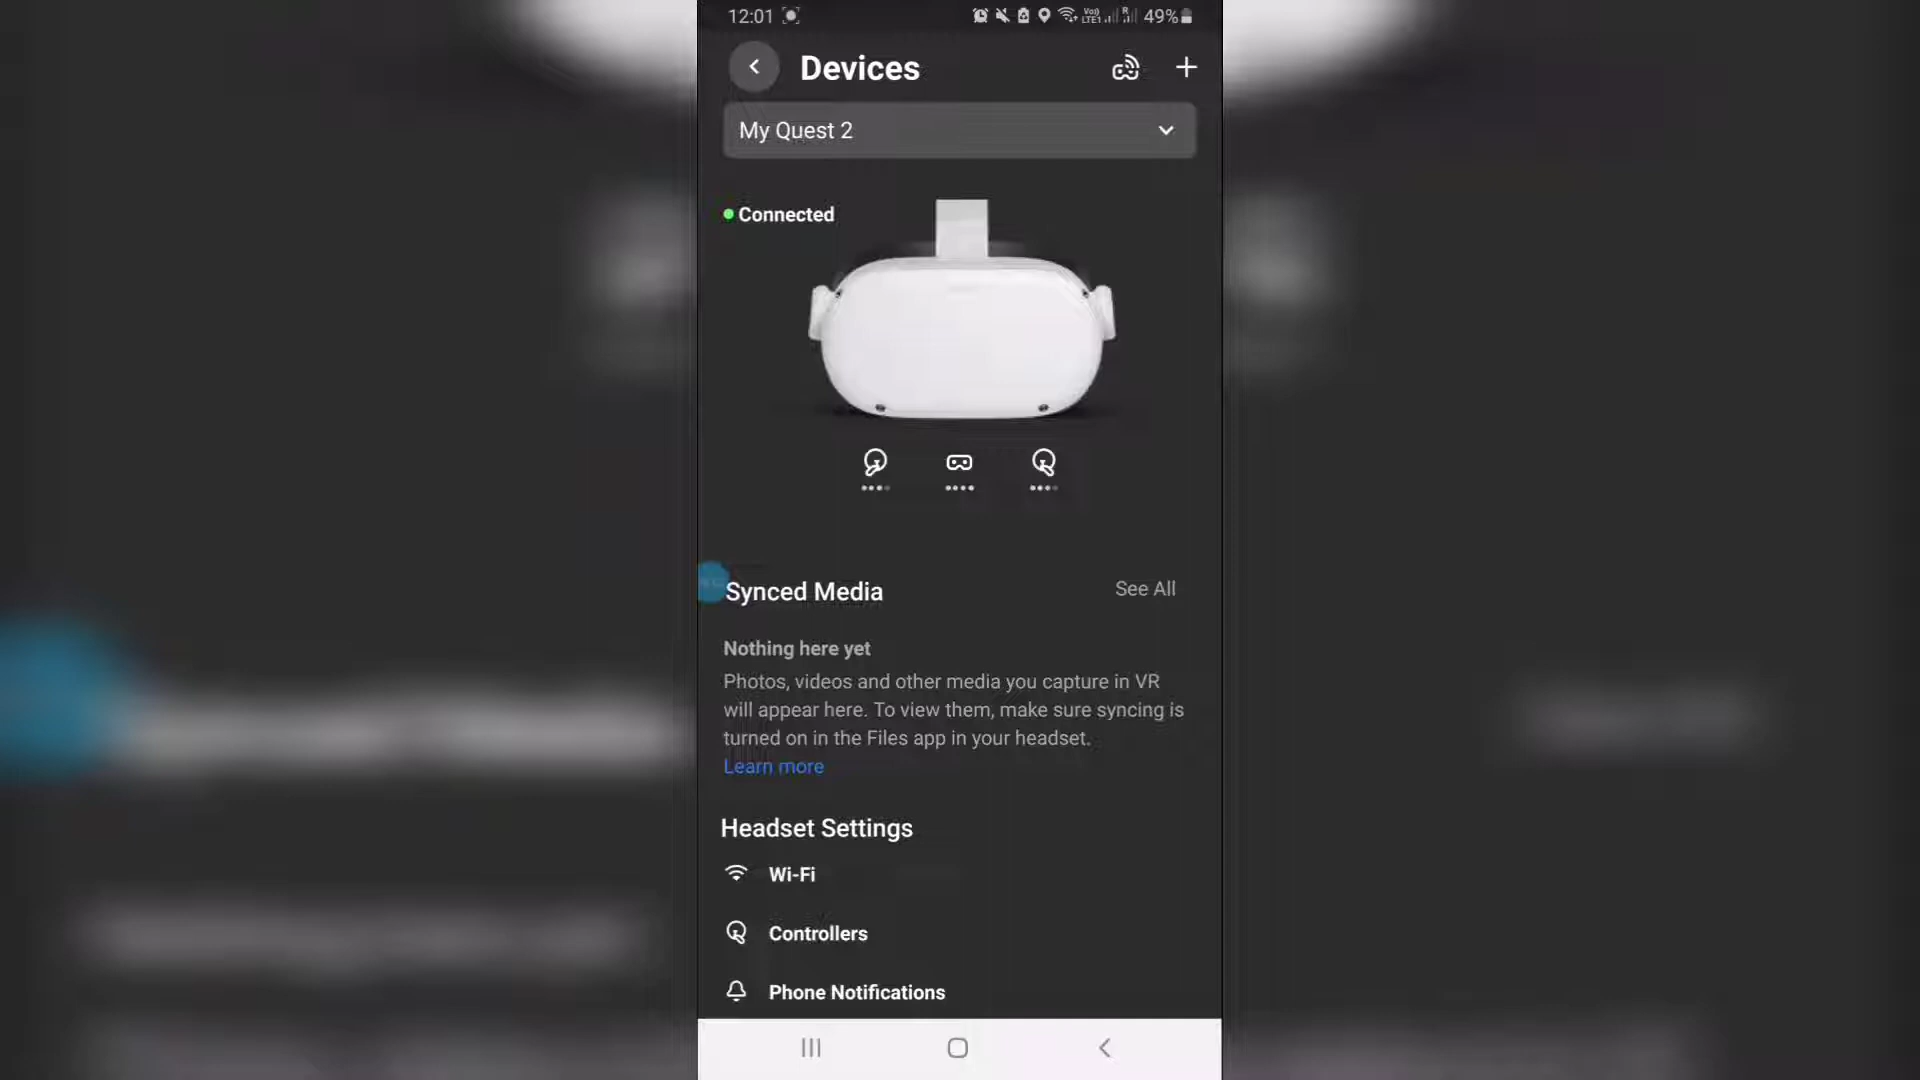 12:01
Vo)) LTE1 R 49%
Devices
My Quest 2
Connected
Synced Media
See All
Nothing here yet
Photos, videos and other media you capture in VR
will appear here. To view them, make sure syncing is
turned on in the Files app in your headset.
Learn more
Headset Settings
Wi-Fi
Controllers
Phone Notifications